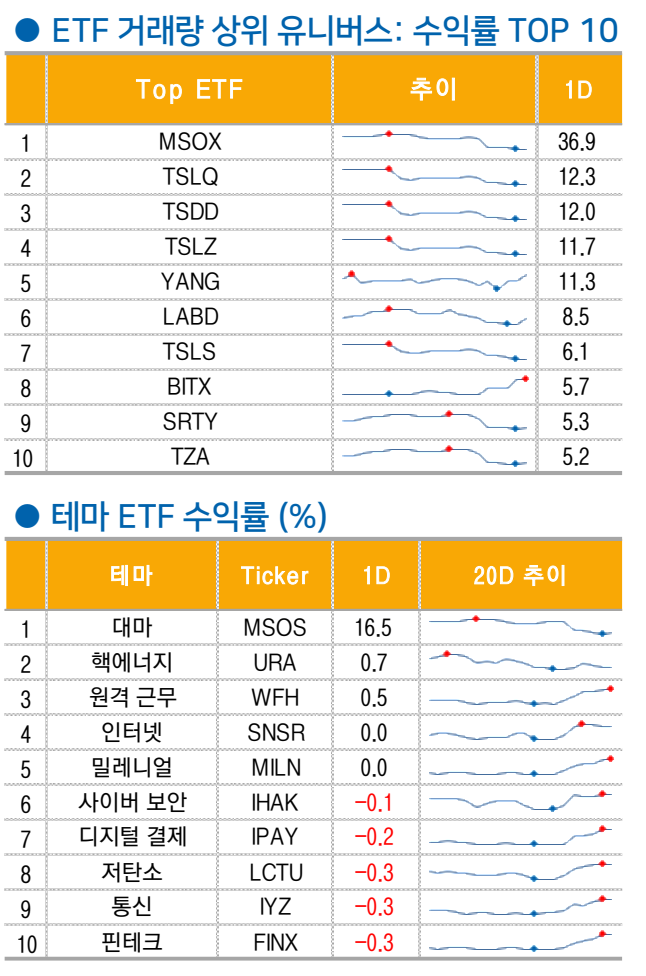 ● ETF 거래량 상위 유니버스: 수익률 TOP 10
Top ETF 추이 1D
1 MSOX 36.9
2 TSLQ 12.3
3 TSDD 12.0
4 TSLZ 11.7
5 YANG 11.3
6 LABD 8.5
7 TSLS 6.1
8 BITX 5.7
9 SRTY 5.3
10 TZA 5.2
● 테마 ETF 수익률 (%)
테마 Ticker 1D 20D 추이
1 대마 MSOS 16.5
2 핵에너지 URA 0.7
3 원격 근무 WFH 0.5
4 인터넷 SNSR 0.0
5 밀레니얼 MILN 0.0
6 사이버 보안 IHAK -0.1
7 디지털 결제 IPAY -0.2
8 저탄소 LCTU -0.3
9 통신 IYZ -0.3
10 핀테크 FINX -0.3